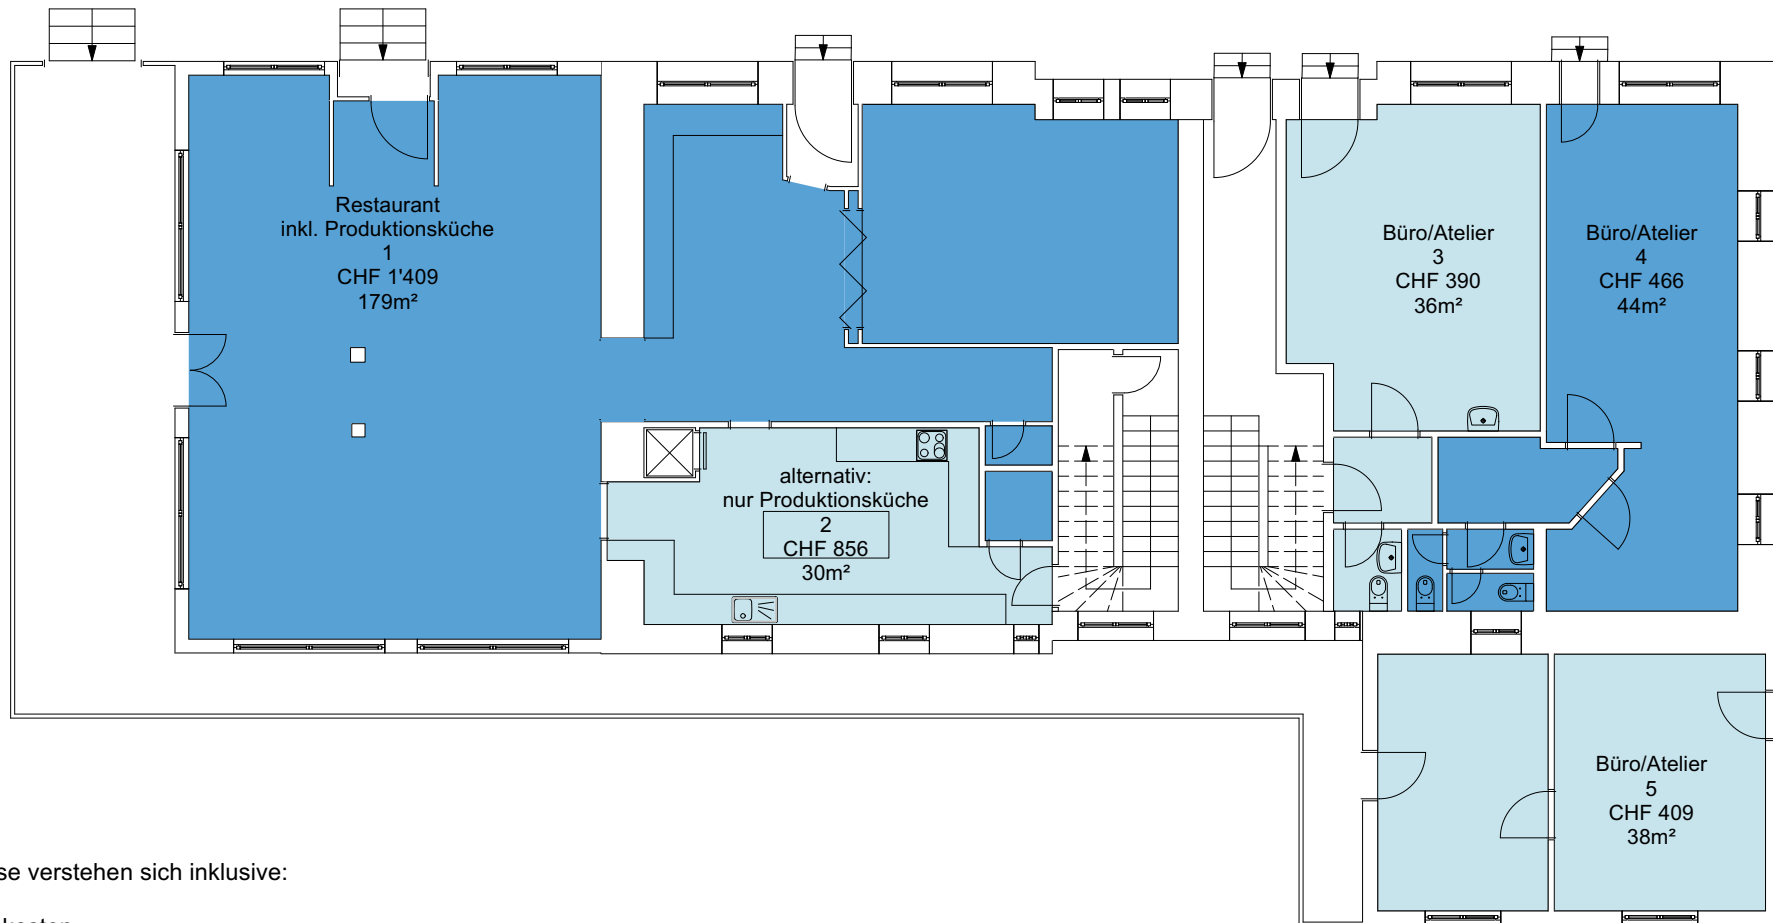 Restaurant
inkl. Produktionsküche
1
CHF 1'409
179m²
alternativ:
nur Produktionsküche
2
CHF 856
30m²
Büro/Atelier
3
CHF 390
36m²
Büro/Atelier
4
CHF 466
44m²
Büro/Atelier
5
CHF 409
38m²
se verstehen sich inklusive: